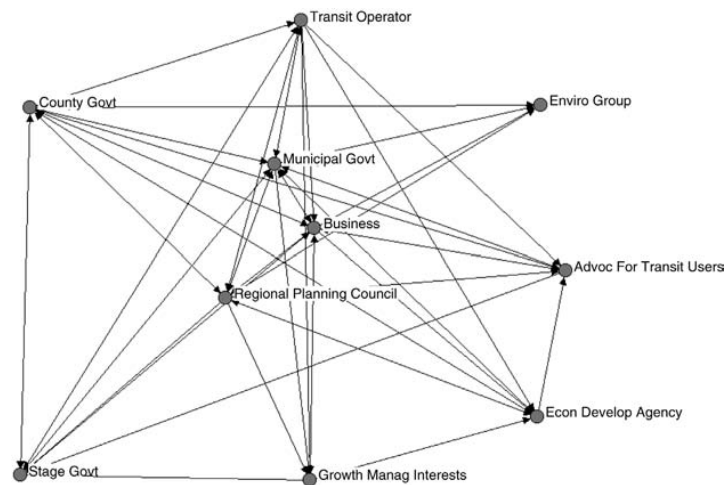 Transit Operator
County Govt
Enviro Group
Municipal Govt
Business
Advoc For Transit Users
Regional Planning Council
Econ Develop Agency
Stage Govt
Growth Manag Interests